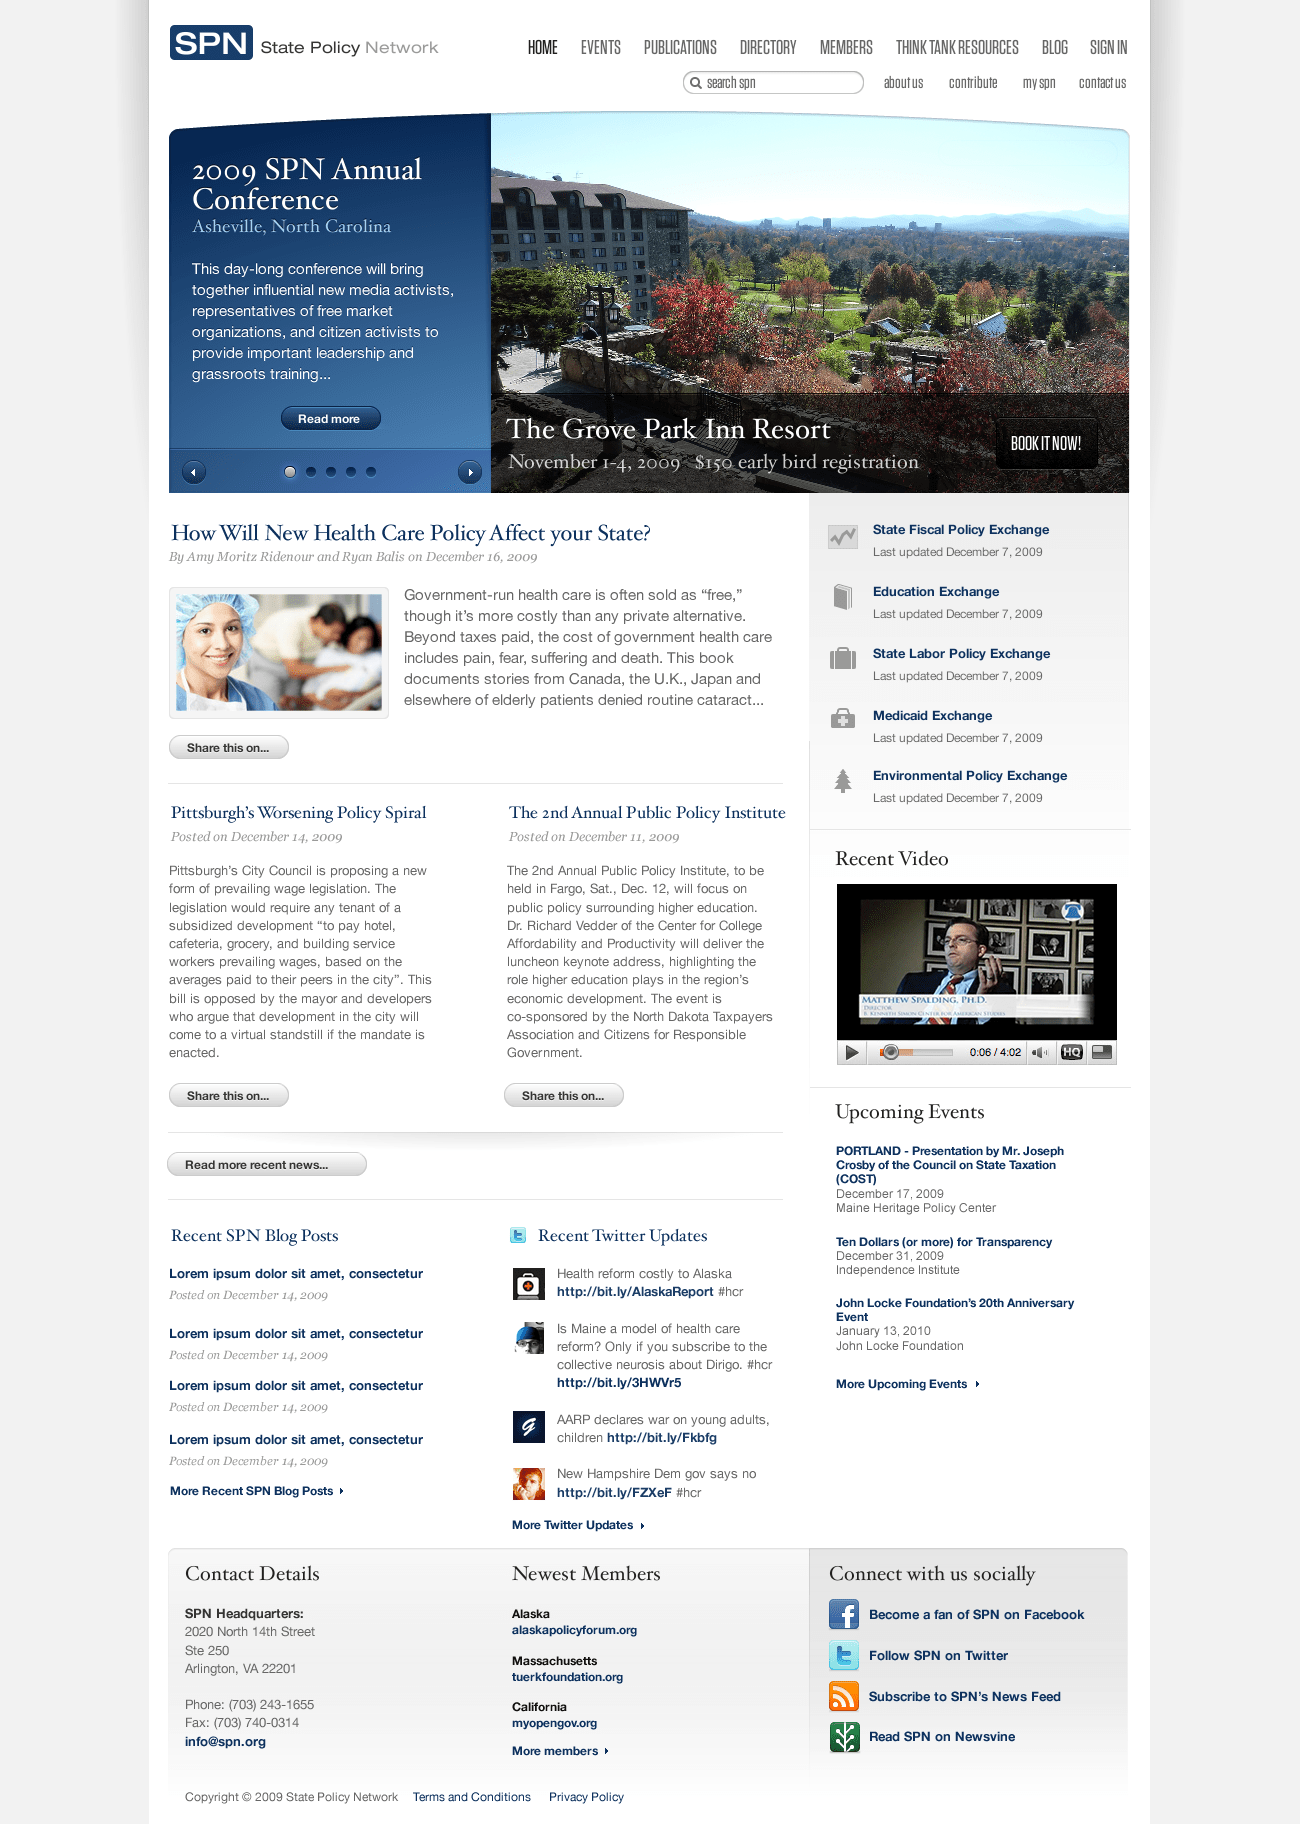 SPN State Policy Network
HOME EVENTS PUBLICATIONS DIRECTORY MEMBERS THINK TANK RESOURCES BLOG SIGN IN
search spn about us contribute my spn contact us
2009 SPN Annual
Conference
Asheville, North Carolina
This day-long conference will bring
together influential new media activists,
representatives of free market
organizations, and citizen activists to
provide important leadership and
grassroots training...
Read more
The Grove Park Inn Resort
November 1-4, 2009 $150 early bird registration
BOOK IT NOW!
How Will New Health Care Policy Affect your State?
By Amy Moritz Ridenour and Ryan Balis on December 16, 2009
Government-run health care is often sold as “free,”
though it’s more costly than any private alternative.
Beyond taxes paid, the cost of government health care
includes pain, fear, suffering and death. This book
documents stories from Canada, the U.K., Japan and
elsewhere of elderly patients denied routine cataract...
Share this on...
Pittsburgh’s Worsening Policy Spiral
Posted on December 14, 2009
Pittsburgh’s City Council is proposing a new
form of prevailing wage legislation. The
legislation would require any tenant of a
subsidized development “to pay hotel,
cafeteria, grocery, and building service
workers prevailing wages, based on the
averages paid to their peers in the city”. This
bill is opposed by the mayor and developers
who argue that development in the city will
come to a virtual standstill if the mandate is
enacted.
Share this on...
The 2nd Annual Public Policy Institute
Posted on December 11, 2009
The 2nd Annual Public Policy Institute, to be
held in Fargo, Sat., Dec. 12, will focus on
public policy surrounding higher education.
Dr. Richard Vedder of the Center for College
Affordability and Productivity will deliver the
luncheon keynote address, highlighting the
role higher education plays in the region’s
economic development. The event is
co-sponsored by the North Dakota Taxpayers
Association and Citizens for Responsible
Government.
Share this on...
Read more recent news...
Recent SPN Blog Posts
Lorem ipsum dolor sit amet, consectetur
Posted on December 14, 2009
Lorem ipsum dolor sit amet, consectetur
Posted on December 14, 2009
Lorem ipsum dolor sit amet, consectetur
Posted on December 14, 2009
Lorem ipsum dolor sit amet, consectetur
Posted on December 14, 2009
More Recent SPN Blog Posts
Recent Twitter Updates
Health reform costly to Alaska
http://bit.ly/AlaskaReport #hcr
Is Maine a model of health care
reform? Only if you subscribe to the
collective neurosis about Dirigo. #hcr
http://bit.ly/3HWVr5
AARP declares war on young adults,
children http://bit.ly/Fkbfg
New Hampshire Dem gov says no
http://bit.ly/FZXeF #hcr
More Twitter Updates
State Fiscal Policy Exchange
Last updated December 7, 2009
Education Exchange
Last updated December 7, 2009
State Labor Policy Exchange
Last updated December 7, 2009
Medicaid Exchange
Last updated December 7, 2009
Environmental Policy Exchange
Last updated December 7, 2009
Recent Video
MATTHEW SPALDING, PH.D.
DIRECTOR
B. KENNETH SIMON CENTER FOR AMERICAN STUDIES
0:06 / 4:02 HQ
Upcoming Events
PORTLAND - Presentation by Mr. Joseph
Crosby of the Council on State Taxation
(COST)
December 17, 2009
Maine Heritage Policy Center
Ten Dollars (or more) for Transparency
December 31, 2009
Independence Institute
John Locke Foundation’s 20th Anniversary
Event
January 13, 2010
John Locke Foundation
More Upcoming Events
Contact Details
SPN Headquarters:
2020 North 14th Street
Ste 250
Arlington, VA 22201
Phone: (703) 243-1655
Fax: (703) 740-0314
info@spn.org
Newest Members
Alaska
alaskapolicyforum.org
Massachusetts
tuerkfoundation.org
California
myopengov.org
More members
Connect with us socially
Become a fan of SPN on Facebook
Follow SPN on Twitter
Subscribe to SPN’s News Feed
Read SPN on Newsvine
Copyright © 2009 State Policy Network Terms and Conditions Privacy Policy